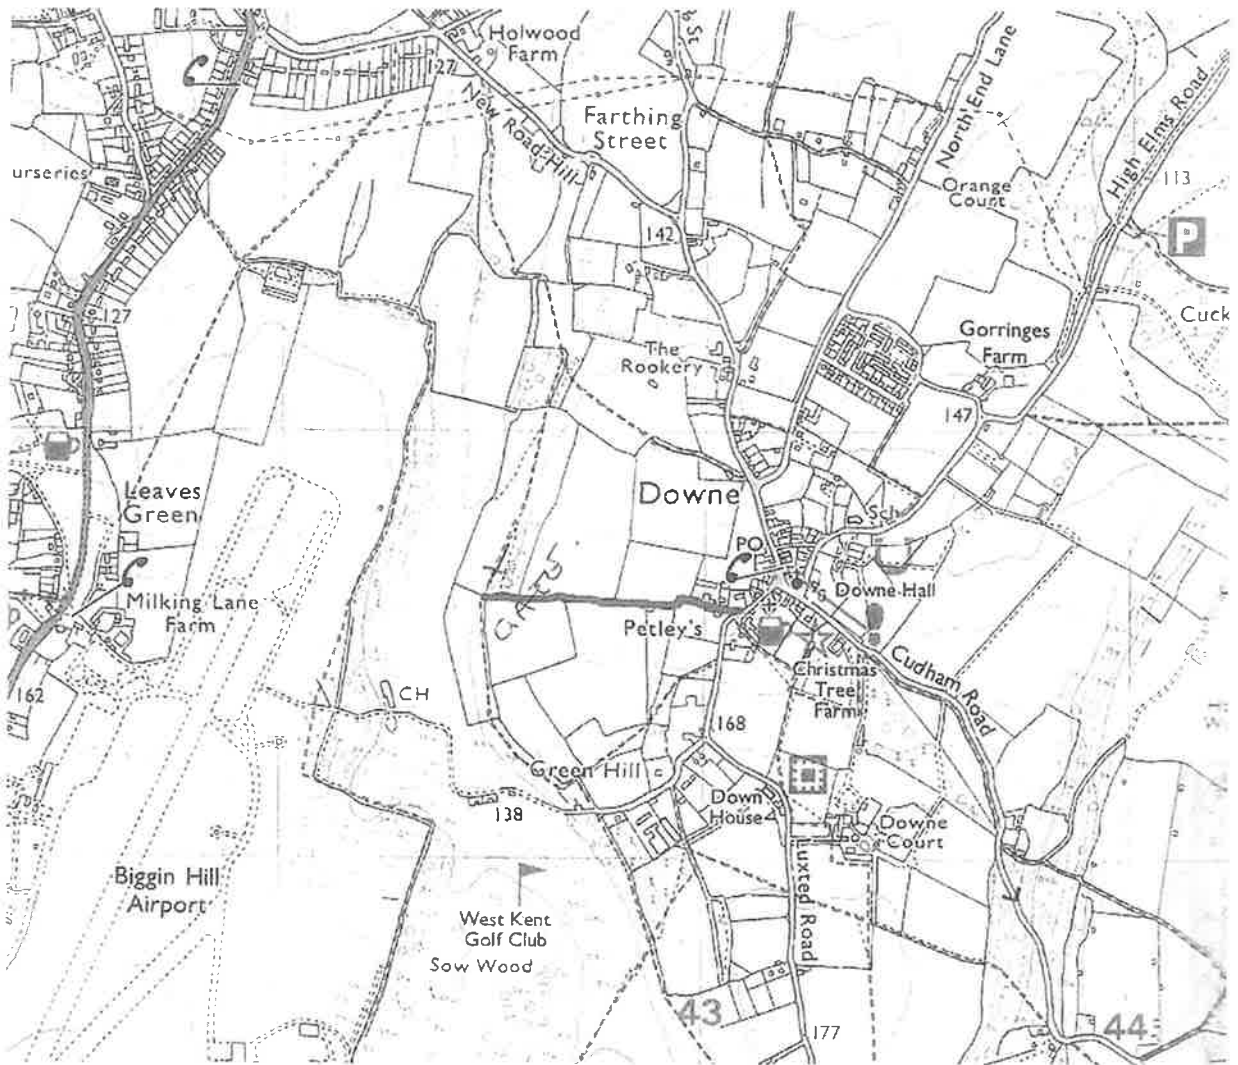 Holwood
Farm
127
New Road Hill
Farthing
Street
St
North End Lane
High Elms Road
113
urseries
Orange
Court
P
142
127
Cuck
Gorringes
Farm
The
Rookery
147
Leaves
Green
Downe
Sch
PO
Milking Lane
Farm
Downe Hall
Petley's
PHs
Christmas
Tree
Farm
Cudham Road
162
CH
168
Green Hill
138
Down
House
Downe
Court
Biggin Hill
Airport
Luxted Road
West Kent
Golf Club
Sow Wood
43
177
44